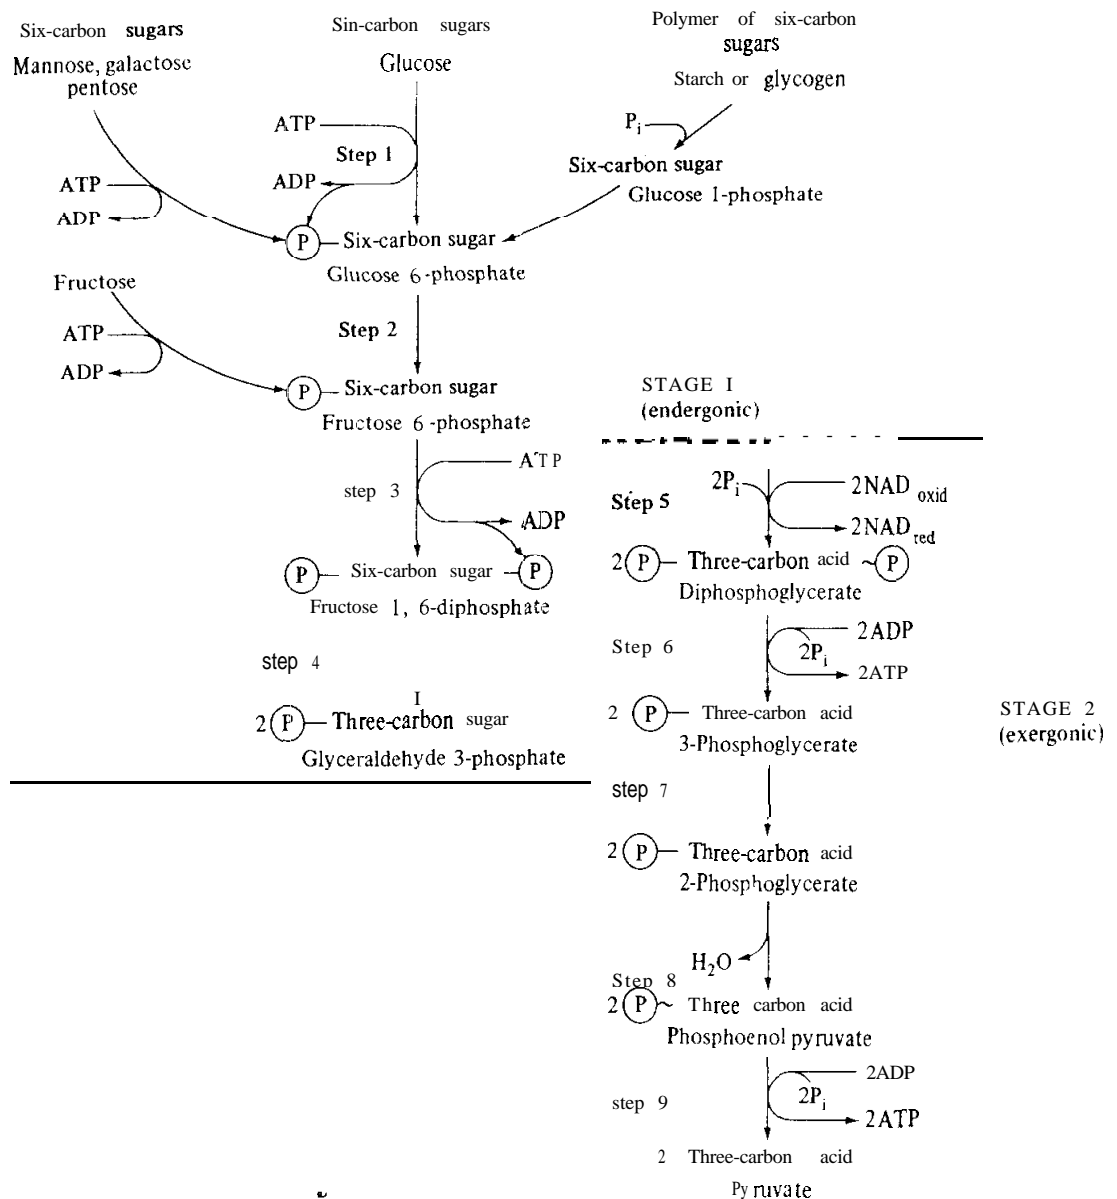 Six-carbon sugars
Mannose, galactose
pentose
ATP
ADP
Sin-carbon sugars
Glucose
ATP
Step 1
ADP
Polymer of six-carbon
sugars
Starch or glycogen
Pi
Six-carbon sugar
Glucose 1-phosphate
P Six-carbon sugar
Glucose 6-phosphate
Fructose
ATP
ADP
Step 2
P Six-carbon sugar
Fructose 6-phosphate
ATP
step 3
ADP
P Six-carbon sugar P
Fructose 1, 6-diphosphate
step 4
I
2 P Three-carbon sugar
Glyceraldehyde 3-phosphate
STAGE I
(endergonic)
2Pi
2NAD oxid
Step 5
2NAD red
2 P Three-carbon acid ~ P
Diphosphoglycerate
2ADP
Step 6
2Pi
2ATP
2 P Three-carbon acid
3-Phosphoglycerate
STAGE 2
(exergonic)
step 7
2 P Three-carbon acid
2-Phosphoglycerate
H2O
Step 8
2 P ~ Three carbon acid
Phosphoenol pyruvate
2ADP
2Pi
step 9
2ATP
2 Three-carbon acid
Pyruvate